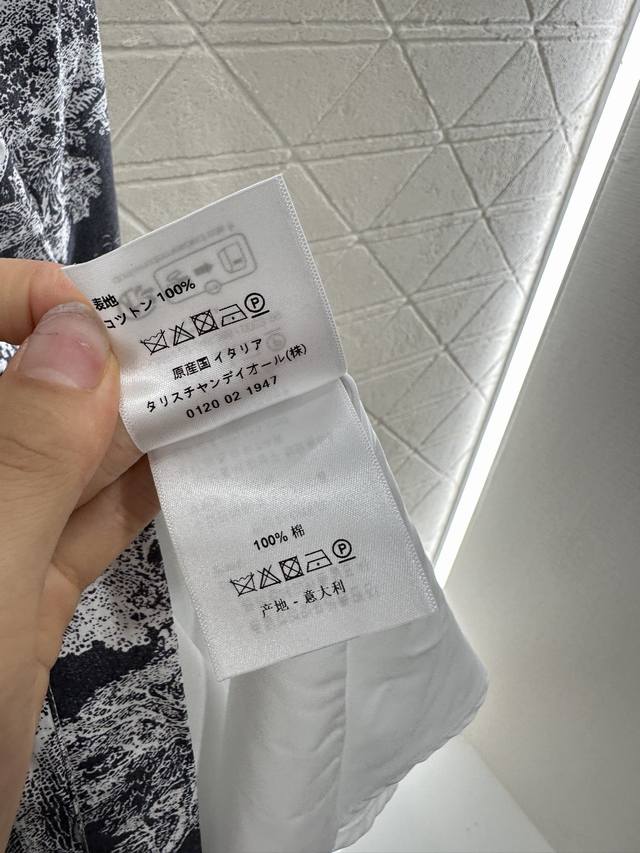 表地
コットン 100%
原産国 イタリア
タリスチャンデイオール(株)
0120 02 1947
100% 棉
产地 - 意大利